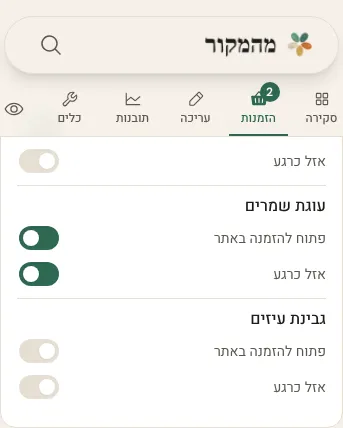 מהמקור
סקירה
2
הזמנות
עריכה
תובנות
כלים
אזל כרגע
עוגת שמרים
פתוח להזמנה באתר
אזל כרגע
גבינת עיזים
פתוח להזמנה באתר
אזל כרגע